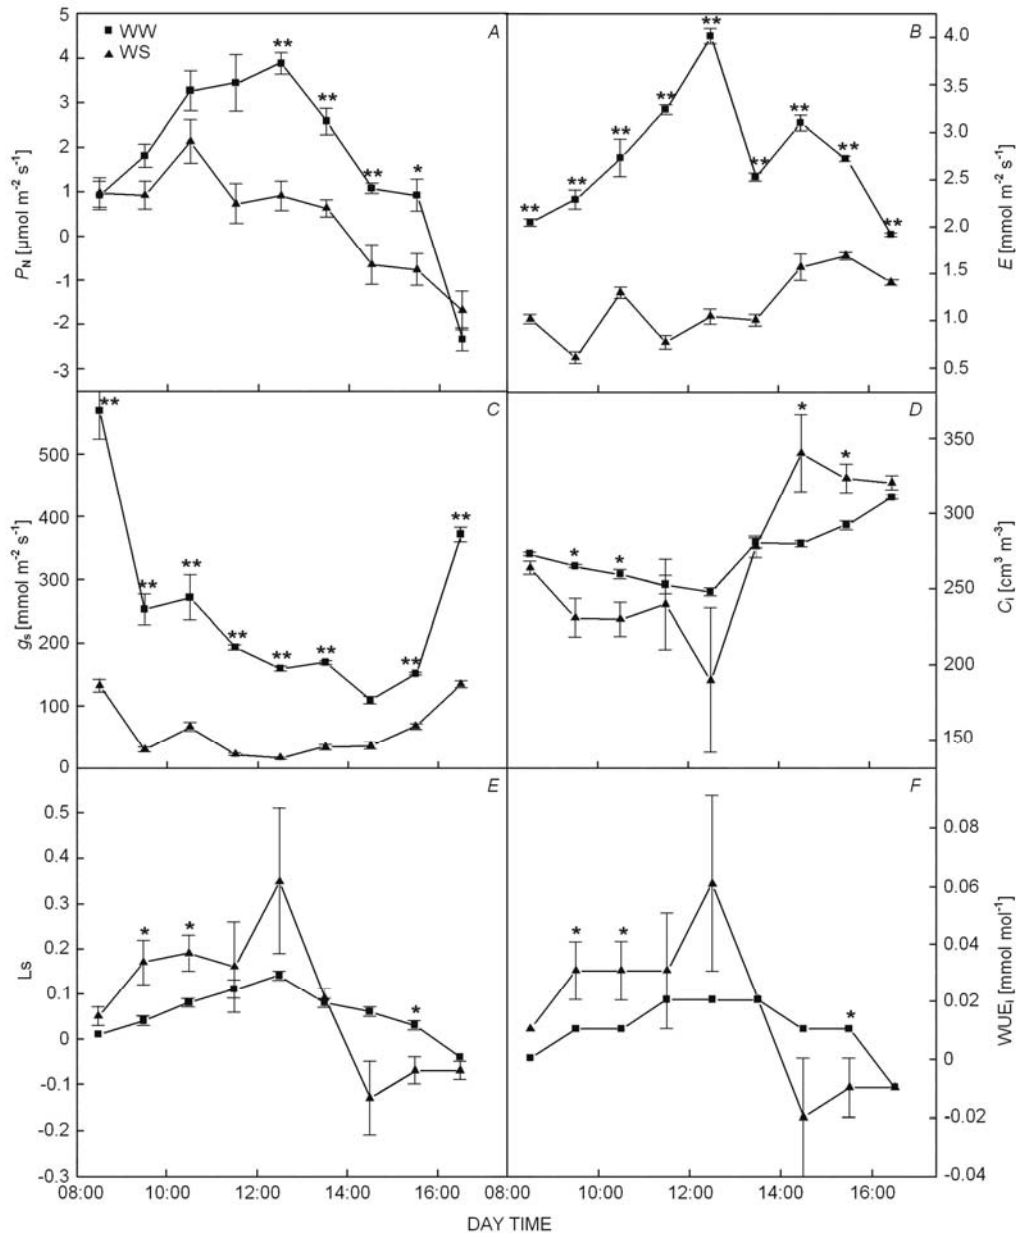 WW
WS
A
5
4
3
2
1
0
-1
-2
-3
P_N [µmol m⁻² s⁻¹]
** ** ** *
B
4.0
3.5
3.0
2.5
2.0
1.5
1.0
0.5
E [mmol m⁻² s⁻¹]
** ** ** ** ** ** ** ** **
C
500
400
300
200
100
0
g_s [mmol m⁻² s⁻¹]
** ** ** ** ** ** ** **
D
350
300
250
200
150
C_i [cm³ m⁻³]
* * * *
E
0.5
0.4
0.3
0.2
0.1
0
-0.1
-0.2
-0.3
Ls
* * *
F
0.08
0.06
0.04
0.02
0
-0.02
-0.04
WUE_I [mmol mol⁻¹]
* * *
08:00 10:00 12:00 14:00 16:00 08:00 10:00 12:00 14:00 16:00
DAY TIME